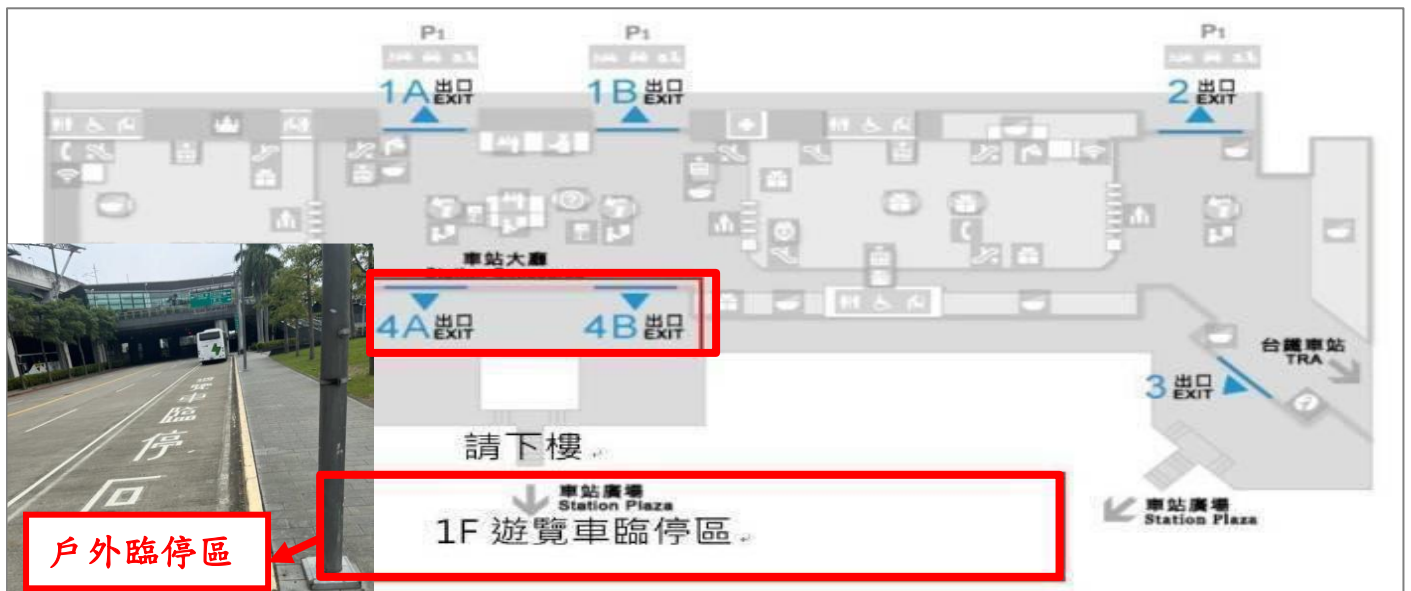 P1
P1
P1
1A 出口 EXIT
1B 出口 EXIT
2 出口 EXIT
車站大廳
4A 出口 EXIT
4B 出口 EXIT
台鐵車站
TRA
3 出口 EXIT
請下樓
車站廣場
Station Plaza
1F 遊覽車臨停區
車站廣場
Station Plaza
車臨停區
戶外臨停區